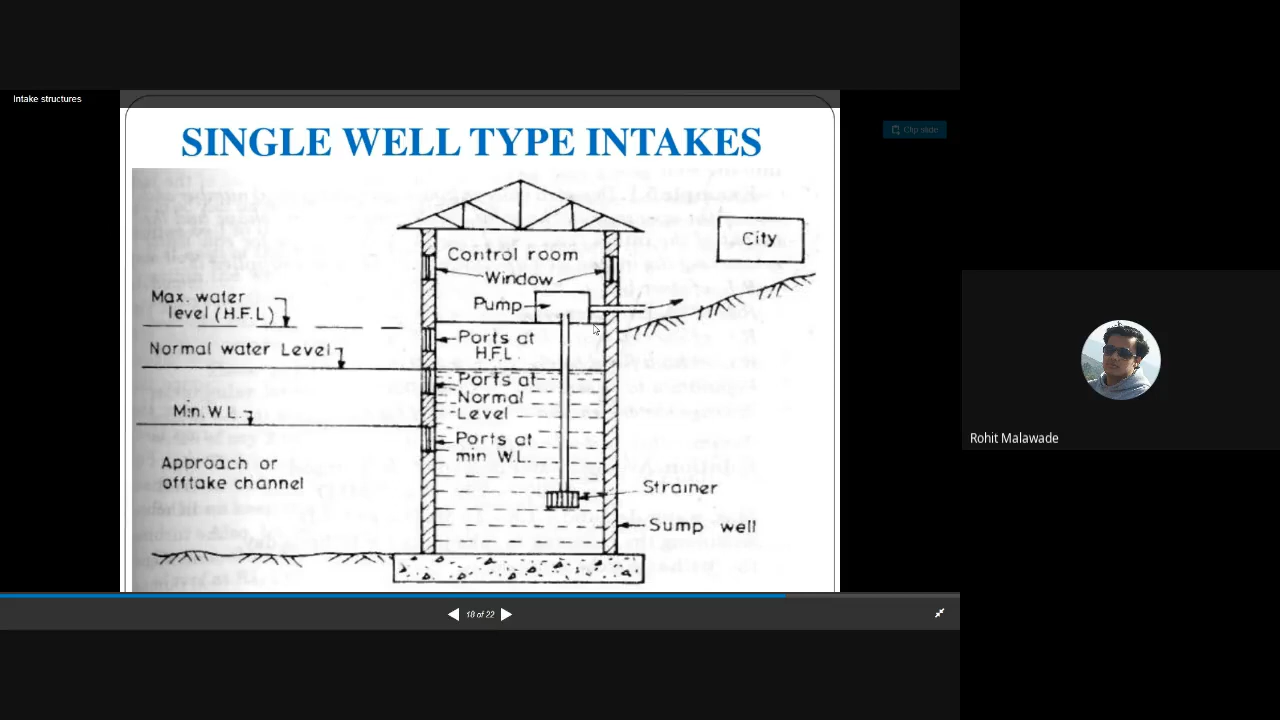 Intake structures
Clip slide
SINGLE WELL TYPE INTAKES
City
Control room
Window
Pump
Max. water
level (H.F.L)
Normal water Level
Ports at
H.F.L.
Ports at
Normal
Level
Min. W.L.
Ports at
min W.L.
Approach or
offtake channel
Strainer
Sump well
Rohit Malawade
18 of 22